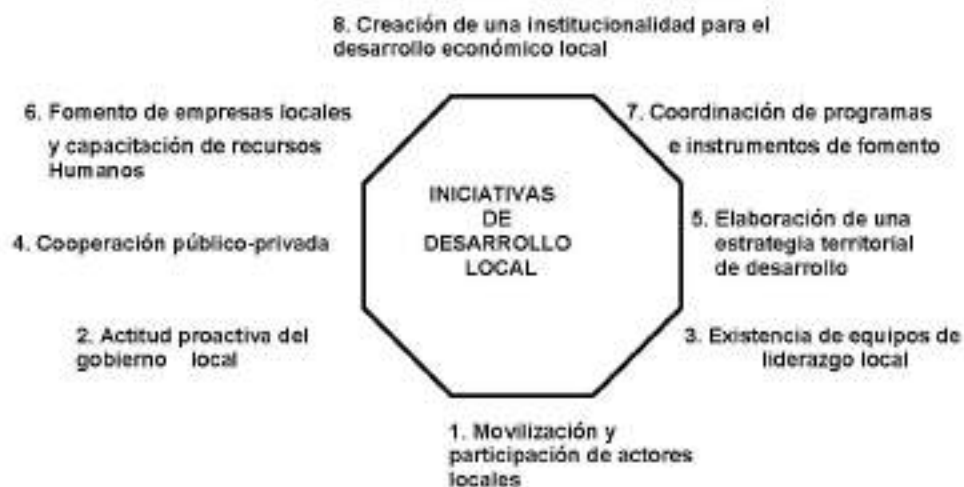 8. Creación de una institucionalidad para el
desarrollo económico local
6. Fomento de empresas locales
y capacitación de recursos
Humanos
7. Coordinación de programas
e instrumentos de fomento
INICIATIVAS
DE
DESARROLLO
LOCAL
4. Cooperación público-privada
5. Elaboración de una
estrategia territorial
de desarrollo
2. Actitud proactiva del
gobierno local
3. Existencia de equipos de
liderazgo local
1. Movilización y
participación de actores
locales